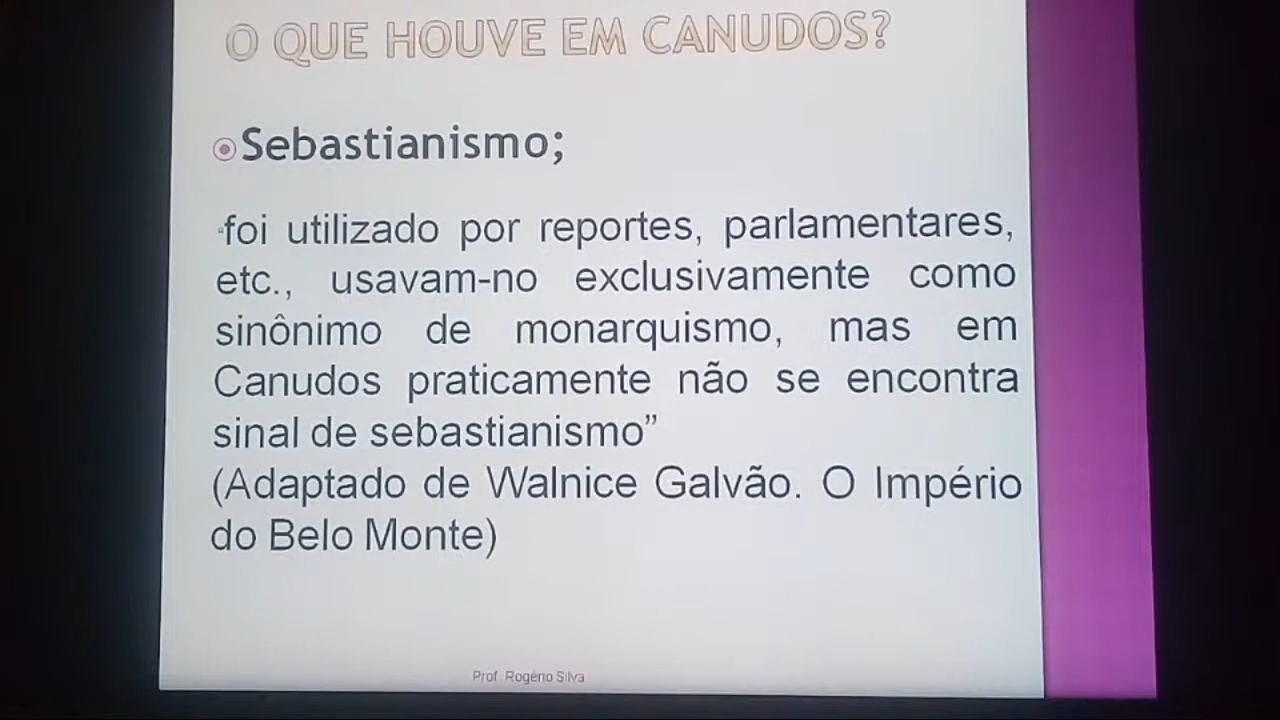 O QUE HOUVE EM CANUDOS?
Sebastianismo;
“foi utilizado por reportes, parlamentares,
etc., usavam-no exclusivamente como
sinônimo de monarquismo, mas em
Canudos praticamente não se encontra
sinal de sebastianismo”
(Adaptado de Walnice Galvão. O Império
do Belo Monte)
Prof. Rogério Silva